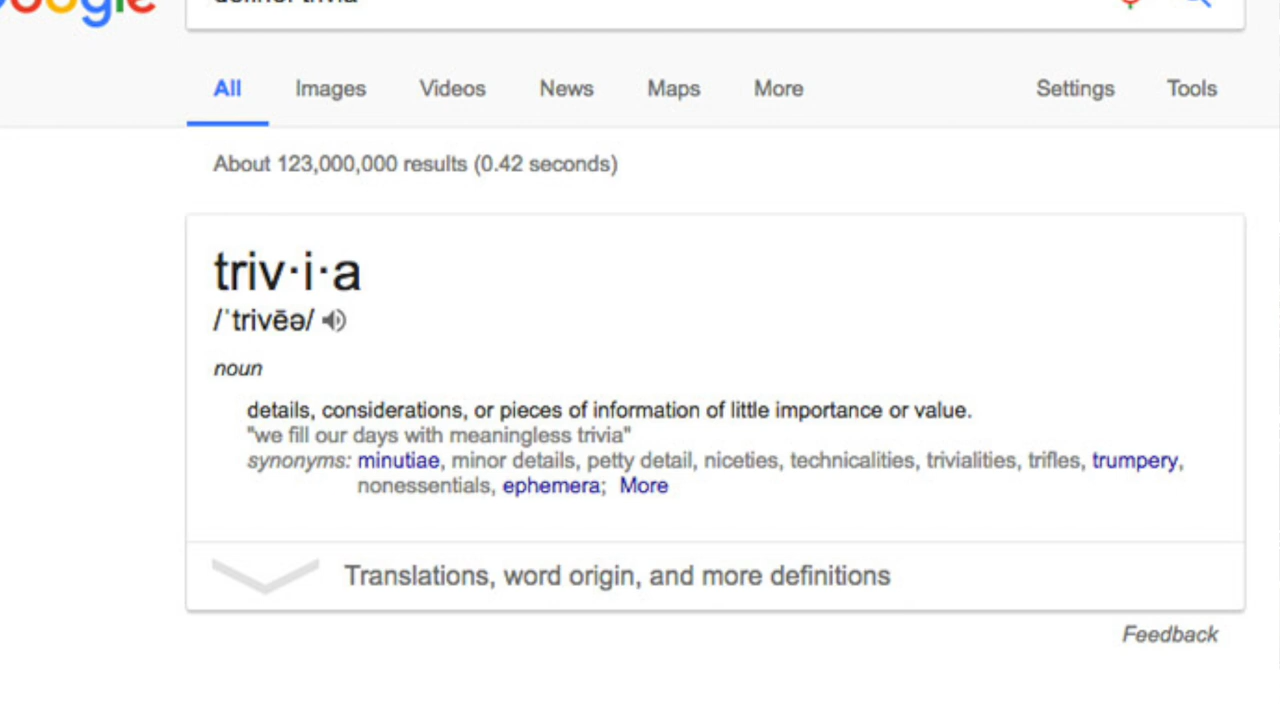 All Images Videos News Maps More Settings Tools
About 123,000,000 results (0.42 seconds)
triv·i·a
/ˈtrivēə/
noun
details, considerations, or pieces of information of little importance or value.
"we fill our days with meaningless trivia"
synonyms: minutiae, minor details, petty detail, niceties, technicalities, trivialities, trifles, trumpery,
nonessentials, ephemera; More
Translations, word origin, and more definitions
Feedback